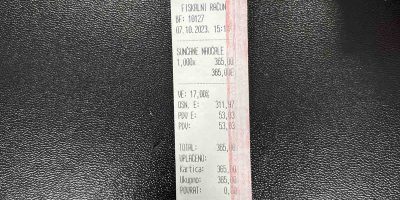 FISKALNI RAČUN
BF: 10127
07.10.2023. 15:1
SUNČANE NAOČALE
1,000x 365,00
365,00E
VE: 17,00%
OSN. E: 311,97
PDV E: 53,03
PDV: 53,03
TOTAL: 365,00
UPLAĆENO:
Kartica: 365,00
Ukupno: 365,00
POVRAT: 0,00